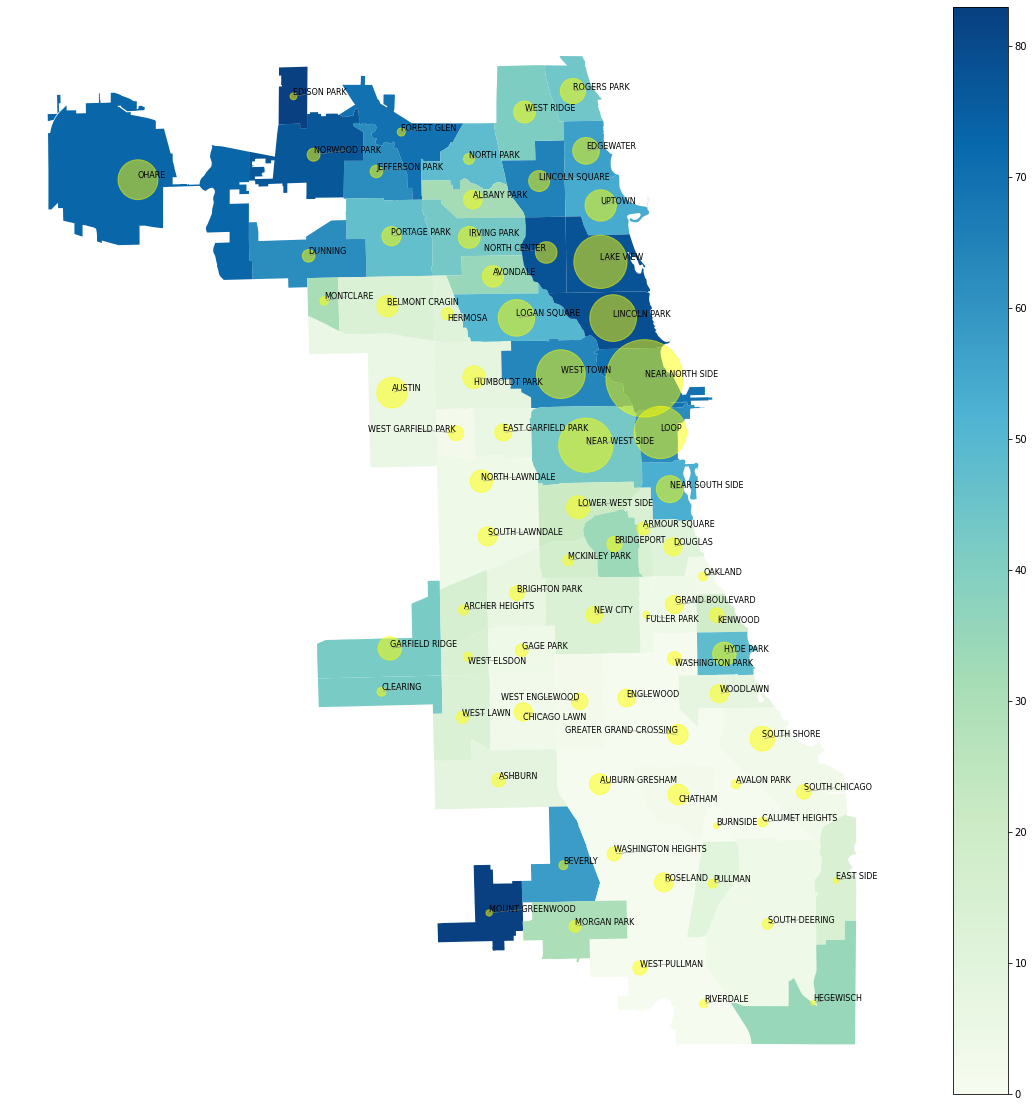 80
70
60
50
40
30
20
10
0
ROGERS PARK
EDISON PARK
WEST RIDGE
FOREST GLEN
EDGEWATER
NORWOOD PARK
NORTH PARK
JEFFERSON PARK
OHARE
LINCOLN SQUARE
ALBANY PARK
UPTOWN
PORTAGE PARK
IRVING PARK
NORTH CENTER
DUNNING
LAKE VIEW
AVONDALE
MONTCLARE
BELMONT CRAGIN
LOGAN SQUARE
LINCOLN PARK
HERMOSA
WEST TOWN
NEAR NORTH SIDE
HUMBOLDT PARK
AUSTIN
WEST GARFIELD PARK
EAST GARFIELD PARK
LOOP
NEAR WEST SIDE
NORTH LAWNDALE
NEAR SOUTH SIDE
LOWER WEST SIDE
ARMOUR SQUARE
SOUTH LAWNDALE
BRIDGEPORT
DOUGLAS
MCKINLEY PARK
OAKLAND
BRIGHTON PARK
GRAND BOULEVARD
ARCHER HEIGHTS
NEW CITY
FULLER PARK
KENWOOD
GARFIELD RIDGE
GAGE PARK
HYDE PARK
WEST ELSDON
WASHINGTON PARK
CLEARING
WOODLAWN
ENGLEWOOD
WEST ENGLEWOOD
WEST LAWN
CHICAGO LAWN
GREATER GRAND CROSSING
SOUTH SHORE
ASHBURN
AUBURN GRESHAM
AVALON PARK
SOUTH CHICAGO
CHATHAM
CALUMET HEIGHTS
BURNSIDE
WASHINGTON HEIGHTS
BEVERLY
EAST SIDE
ROSELAND
PULLMAN
MOUNT GREENWOOD
MORGAN PARK
SOUTH DEERING
WEST PULLMAN
RIVERDALE
HEGEWISCH